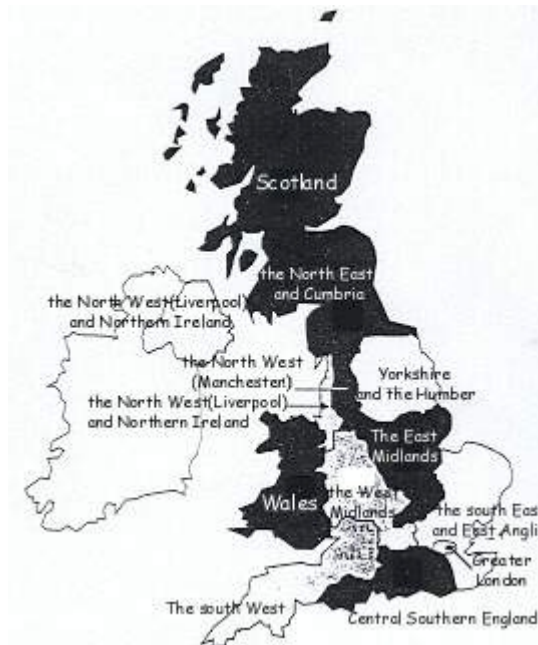 Scotland
the North East
and Cumbria
the North West(Liverpool)
and Northern Ireland
the North West
(Manchester)
the North West(Liverpool)
and Northern Ireland
Yorkshire
and the Humber
The East
Midlands
Wales
the West
Midlands
the south Eas
and East Angli
Greater
London
The south West
Central Southern England